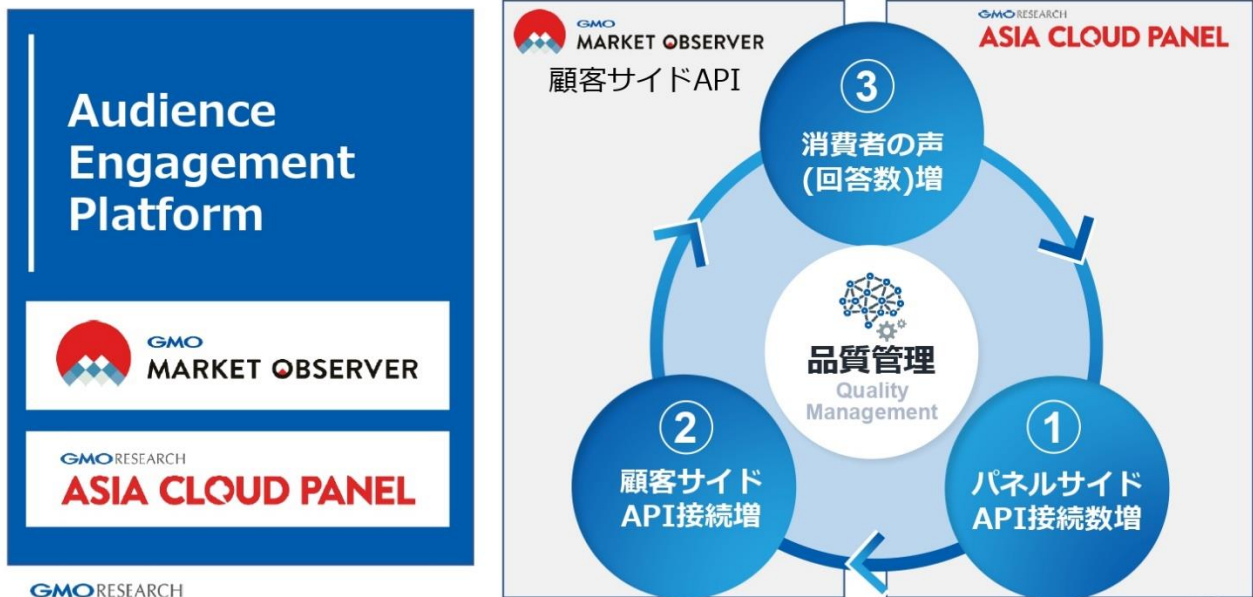 Audience
Engagement
Platform
GMO
MARKET OBSERVER
GMO RESEARCH
ASIA CLOUD PANEL
GMO RESEARCH
GMO
MARKET OBSERVER
顧客サイドAPI
GMO RESEARCH
ASIA CLOUD PANEL
③
消費者の声
(回答数)増
品質管理
Quality
Management
②
顧客サイド
API接続増
①
パネルサイド
API接続数増